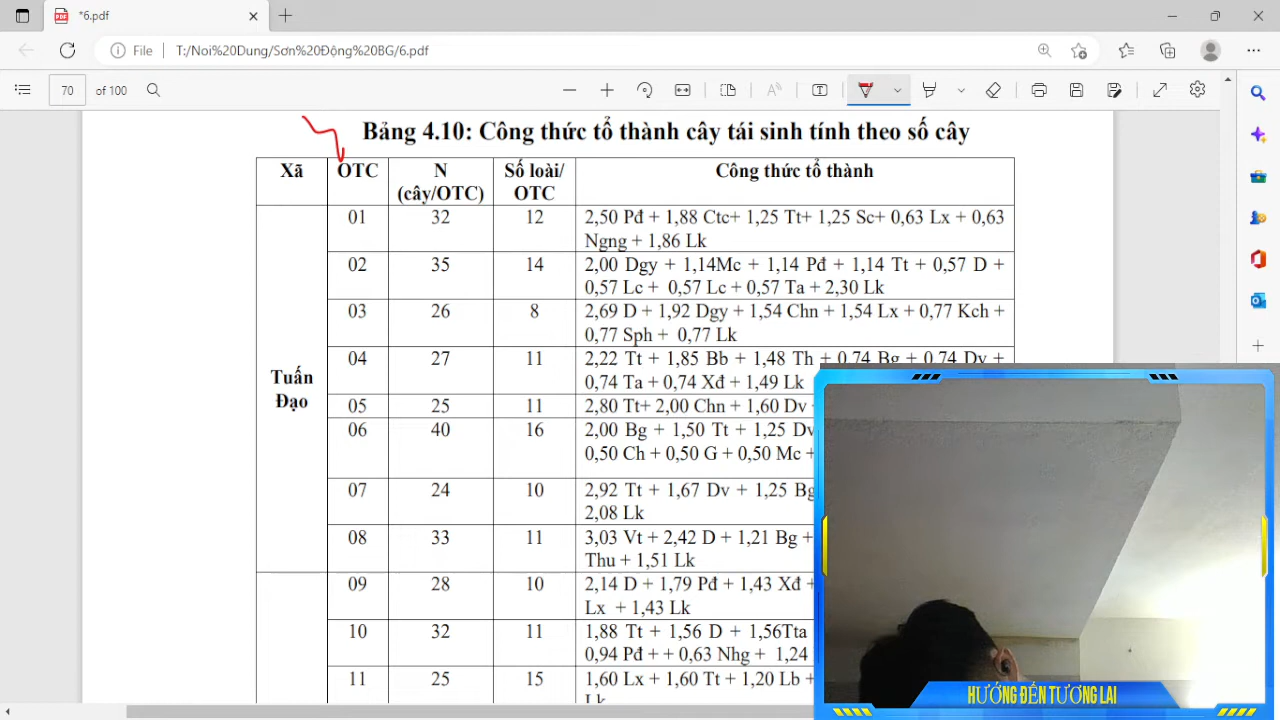 *6.pdf
File T:/Noi%20Dung/Sơn%20Động%20BG/6.pdf
70 of 100
Bảng 4.10: Công thức tổ thành cây tái sinh tính theo số cây
Xã OTC N (cây/OTC) Số loài/ OTC Công thức tổ thành
Tuấn Đạo
01 32 12 2,50 Pđ + 1,88 Ctc+ 1,25 Tt+ 1,25 Sc+ 0,63 Lx + 0,63
Ngng + 1,86 Lk
02 35 14 2,00 Dgy + 1,14Mc + 1,14 Pđ + 1,14 Tt + 0,57 D +
0,57 Lc + 0,57 Lc + 0,57 Ta + 2,30 Lk
03 26 8 2,69 D + 1,92 Dgy + 1,54 Chn + 1,54 Lx + 0,77 Kch +
0,77 Sph + 0,77 Lk
04 27 11 2,22 Tt + 1,85 Bb + 1,48 Th + 0,74 Bg + 0,74 Dv +
0,74 Ta + 0,74 Xđ + 1,49 Lk
05 25 11 2,80 Tt+ 2,00 Chn + 1,60 Dv
06 40 16 2,00 Bg + 1,50 Tt + 1,25 Dv
0,50 Ch + 0,50 G + 0,50 Mc +
07 24 10 2,92 Tt + 1,67 Dv + 1,25 Bg
2,08 Lk
08 33 11 3,03 Vt + 2,42 D + 1,21 Bg +
Thu + 1,51 Lk
09 28 10 2,14 D + 1,79 Pđ + 1,43 Xđ +
Lx + 1,43 Lk
10 32 11 1,88 Tt + 1,56 D + 1,56Tta
0,94 Pđ + + 0,63 Nhg + 1,24
11 25 15 1,60 Lx + 1,60 Tt + 1,20 Lb +
Lk
HƯỚNG ĐẾN TƯƠNG LAI